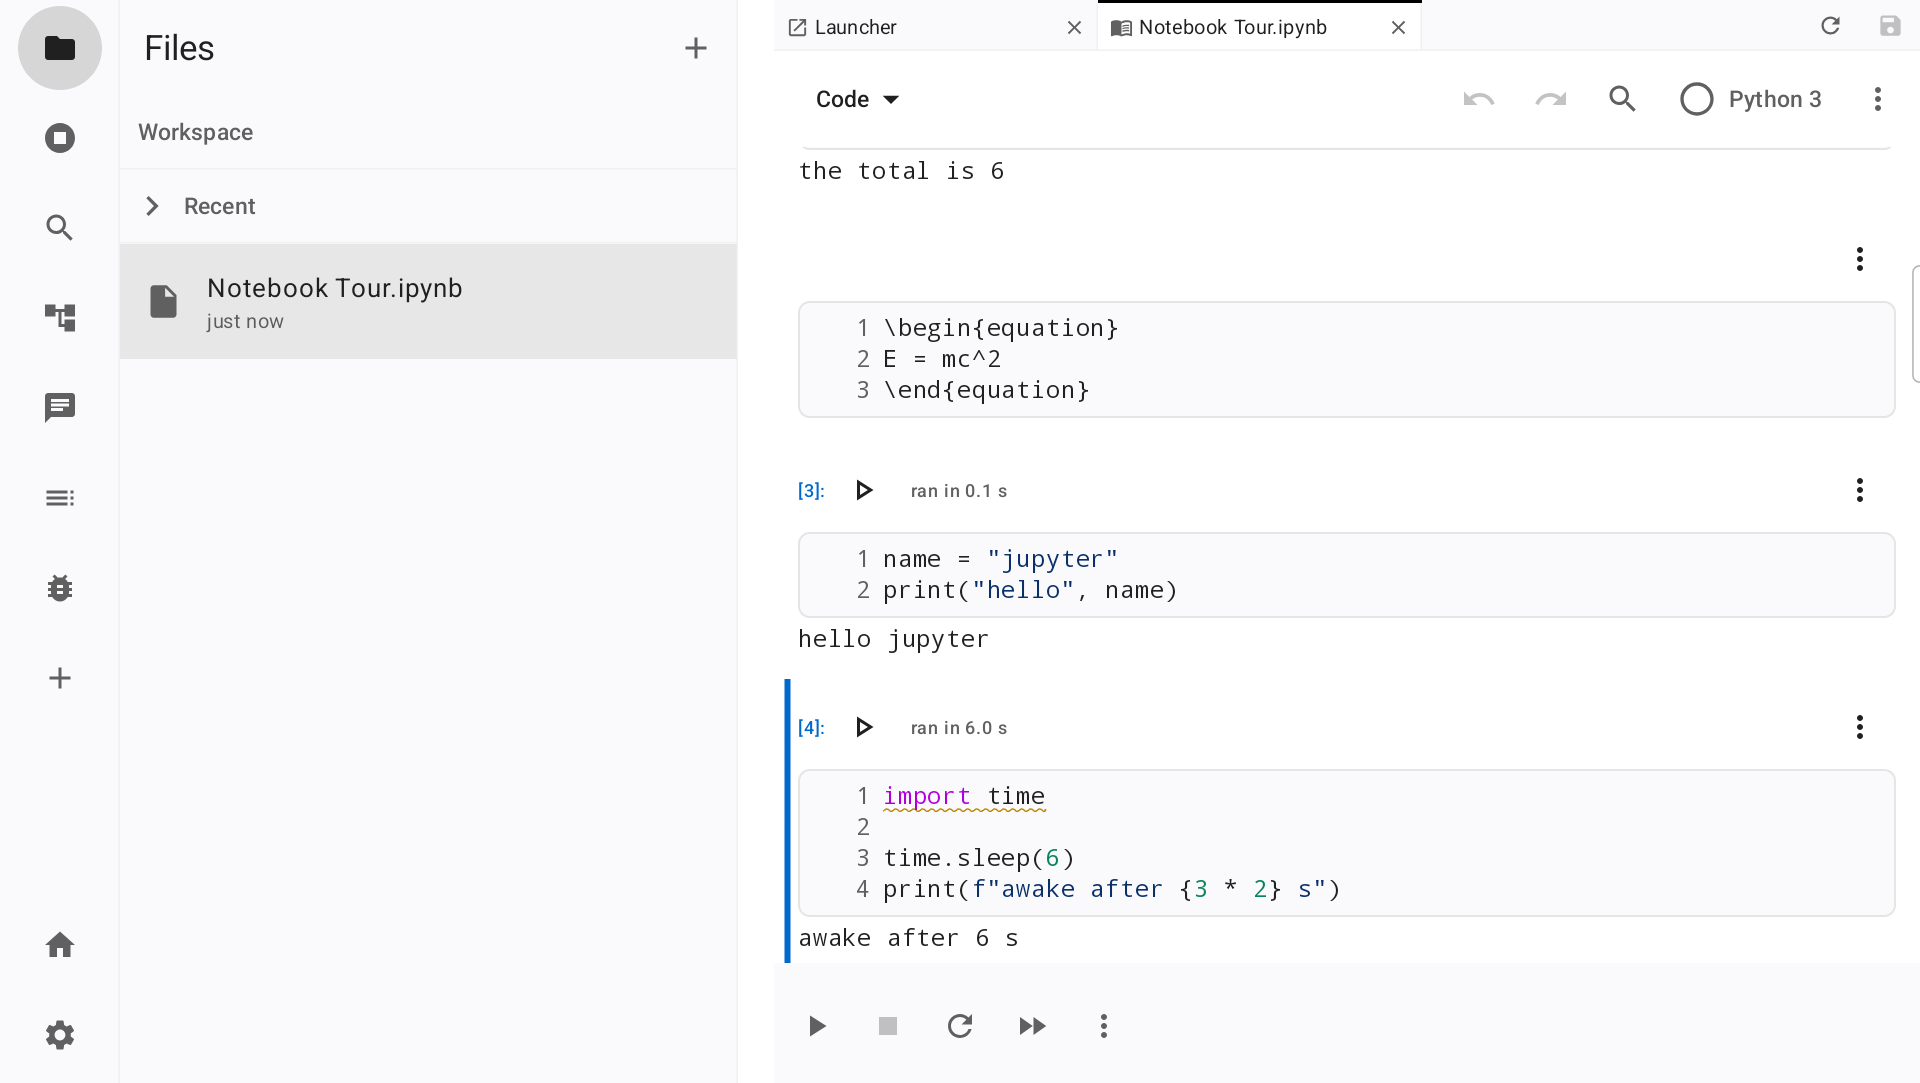 Files
Workspace
Recent
Notebook Tour.ipynb
just now
Launcher
Notebook Tour.ipynb
Code
Python 3
the total is 6
1 \begin{equation}
2 E = mc^2
3 \end{equation}
[3]: ran in 0.1 s
1 name = "jupyter"
2 print("hello", name)
hello jupyter
[4]: ran in 6.0 s
1 import time
2
3 time.sleep(6)
4 print(f"awake after {3 * 2} s")
awake after 6 s